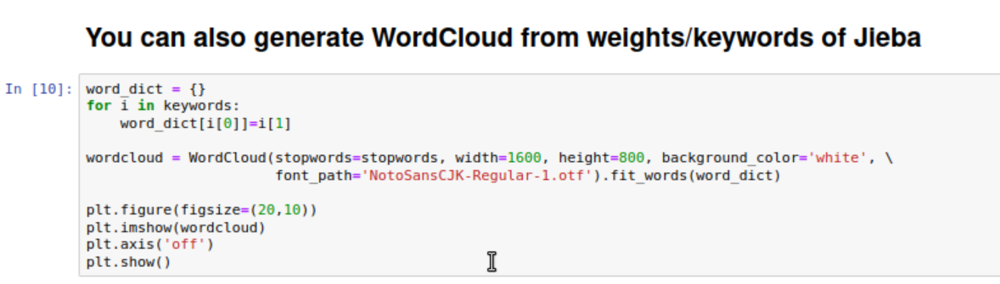 You can also generate WordCloud from weights/keywords of Jieba
In [10]:
word_dict = {}
for i in keywords:
    word_dict[i[0]]=i[1]
wordcloud = WordCloud(stopwords=stopwords, width=1600, height=800, background_color='white', \
                      font_path='NotoSansCJK-Regular-1.otf').fit_words(word_dict)
plt.figure(figsize=(20,10))
plt.imshow(wordcloud)
plt.axis('off')
plt.show()